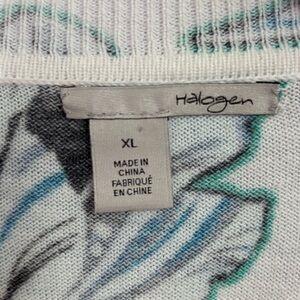 Halogen
XL
MADE IN
CHINA
FABRIQUÉ
EN CHINE